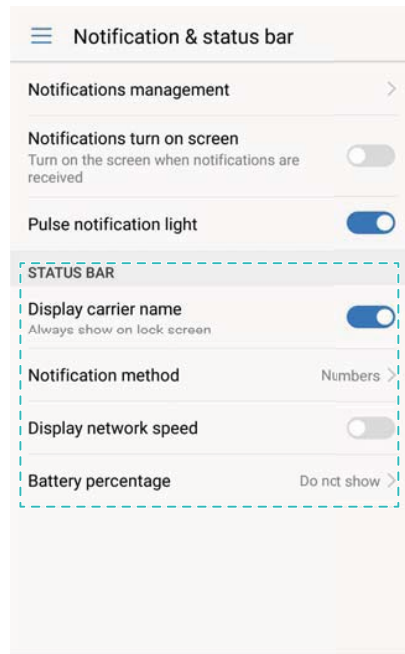 Notification & status bar
Notifications management
Notifications turn on screen
Turn on the screen when notifications are
received
Pulse notification light
STATUS BAR
Display carrier name
Always show on lock screen
Notification method Numbers
Display network speed
Battery percentage Do not show